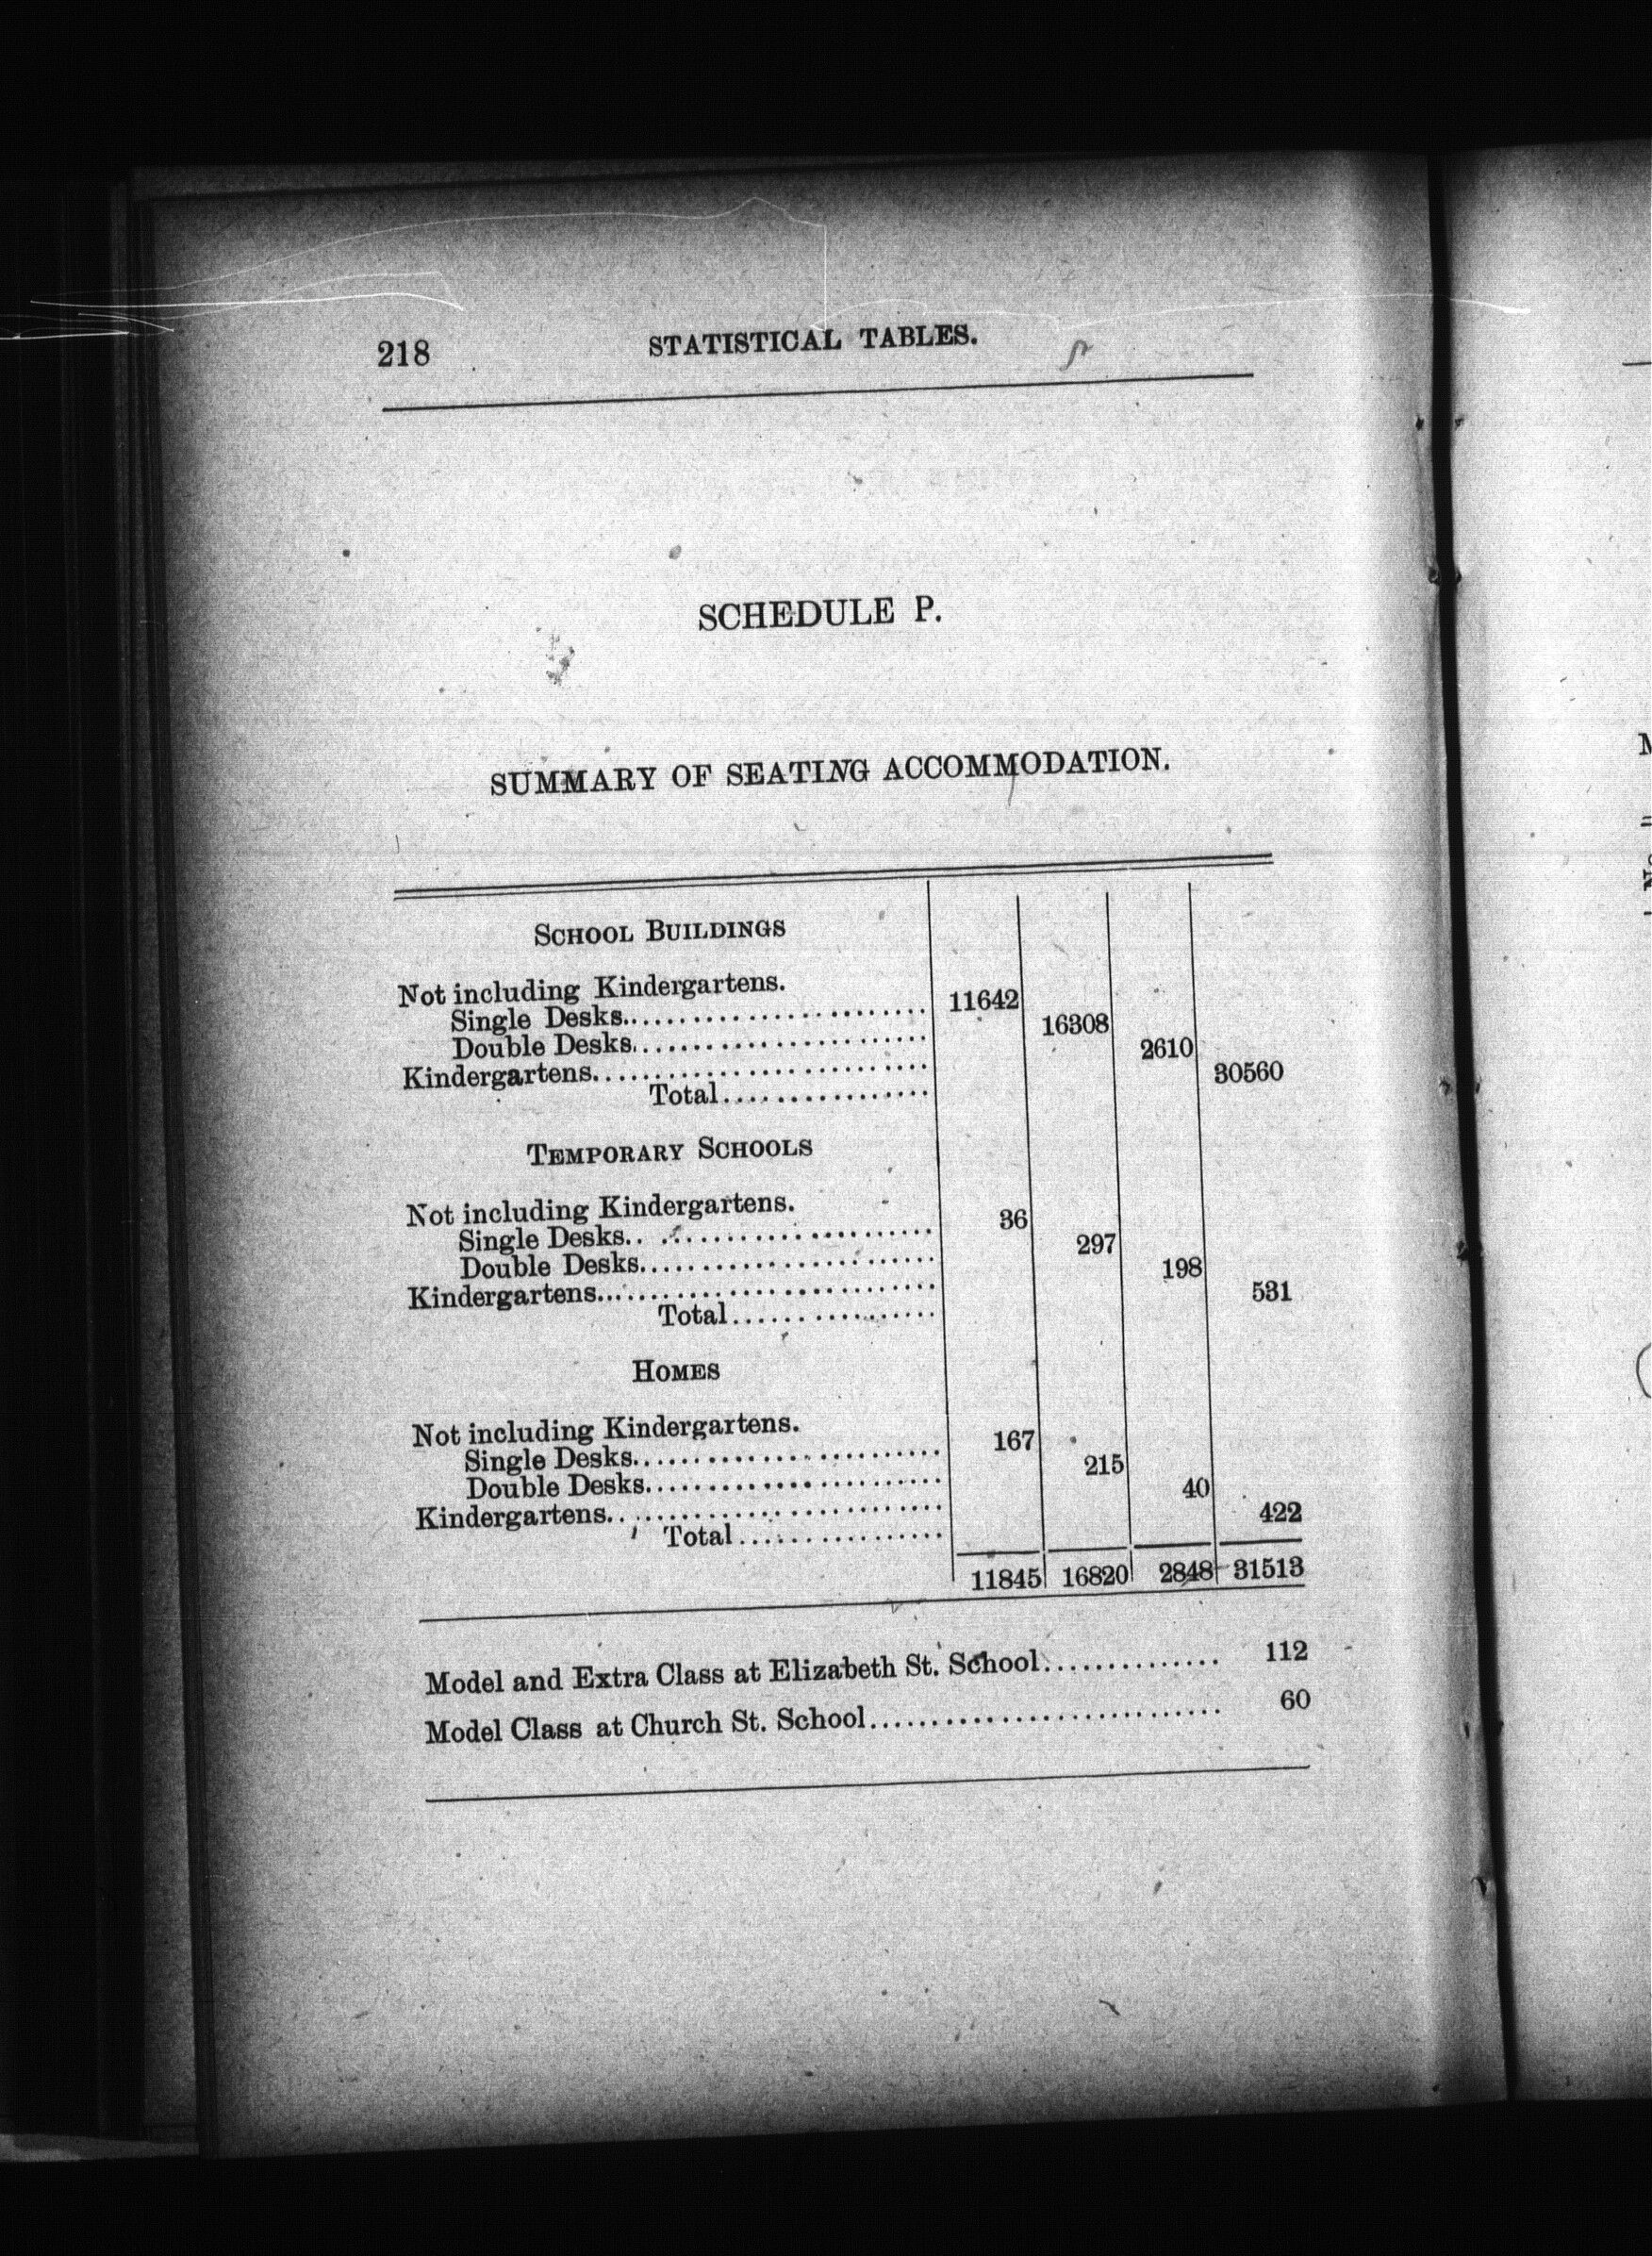 218 STATISTICAL TABLES.
SCHEDULE P.
SUMMARY OF SEATING ACCOMMODATION.
SCHOOL BUILDINGS
Not including Kindergartens.
Single Desks........................... 11642
Double Desks........................ 16308
Kindergartens........................... 2610
Total................ 30560
TEMPORARY SCHOOLS
Not including Kindergartens.
Single Desks.. ..................... 36
Double Desks........................ 297
Kindergartens........................... 198
Total................ 531
HOMES
Not including Kindergartens.
Single Desks........................ 167
Double Desks........................ 215
Kindergartens........................... 40
Total................ 422
11845 16820 2848 31513
Model and Extra Class at Elizabeth St. School.............. 112
Model Class at Church St. School............................ 60